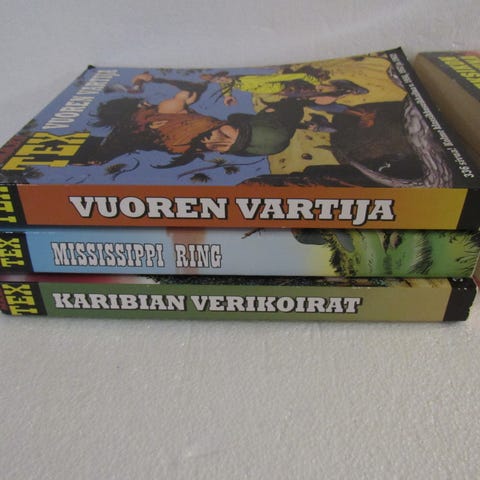 TEX
VUOREN VARTIJA
TEX
VUOREN VARTIJA
TEX
MISSISSIPPI RING
TEX
KARIBIAN VERIKOIRAT